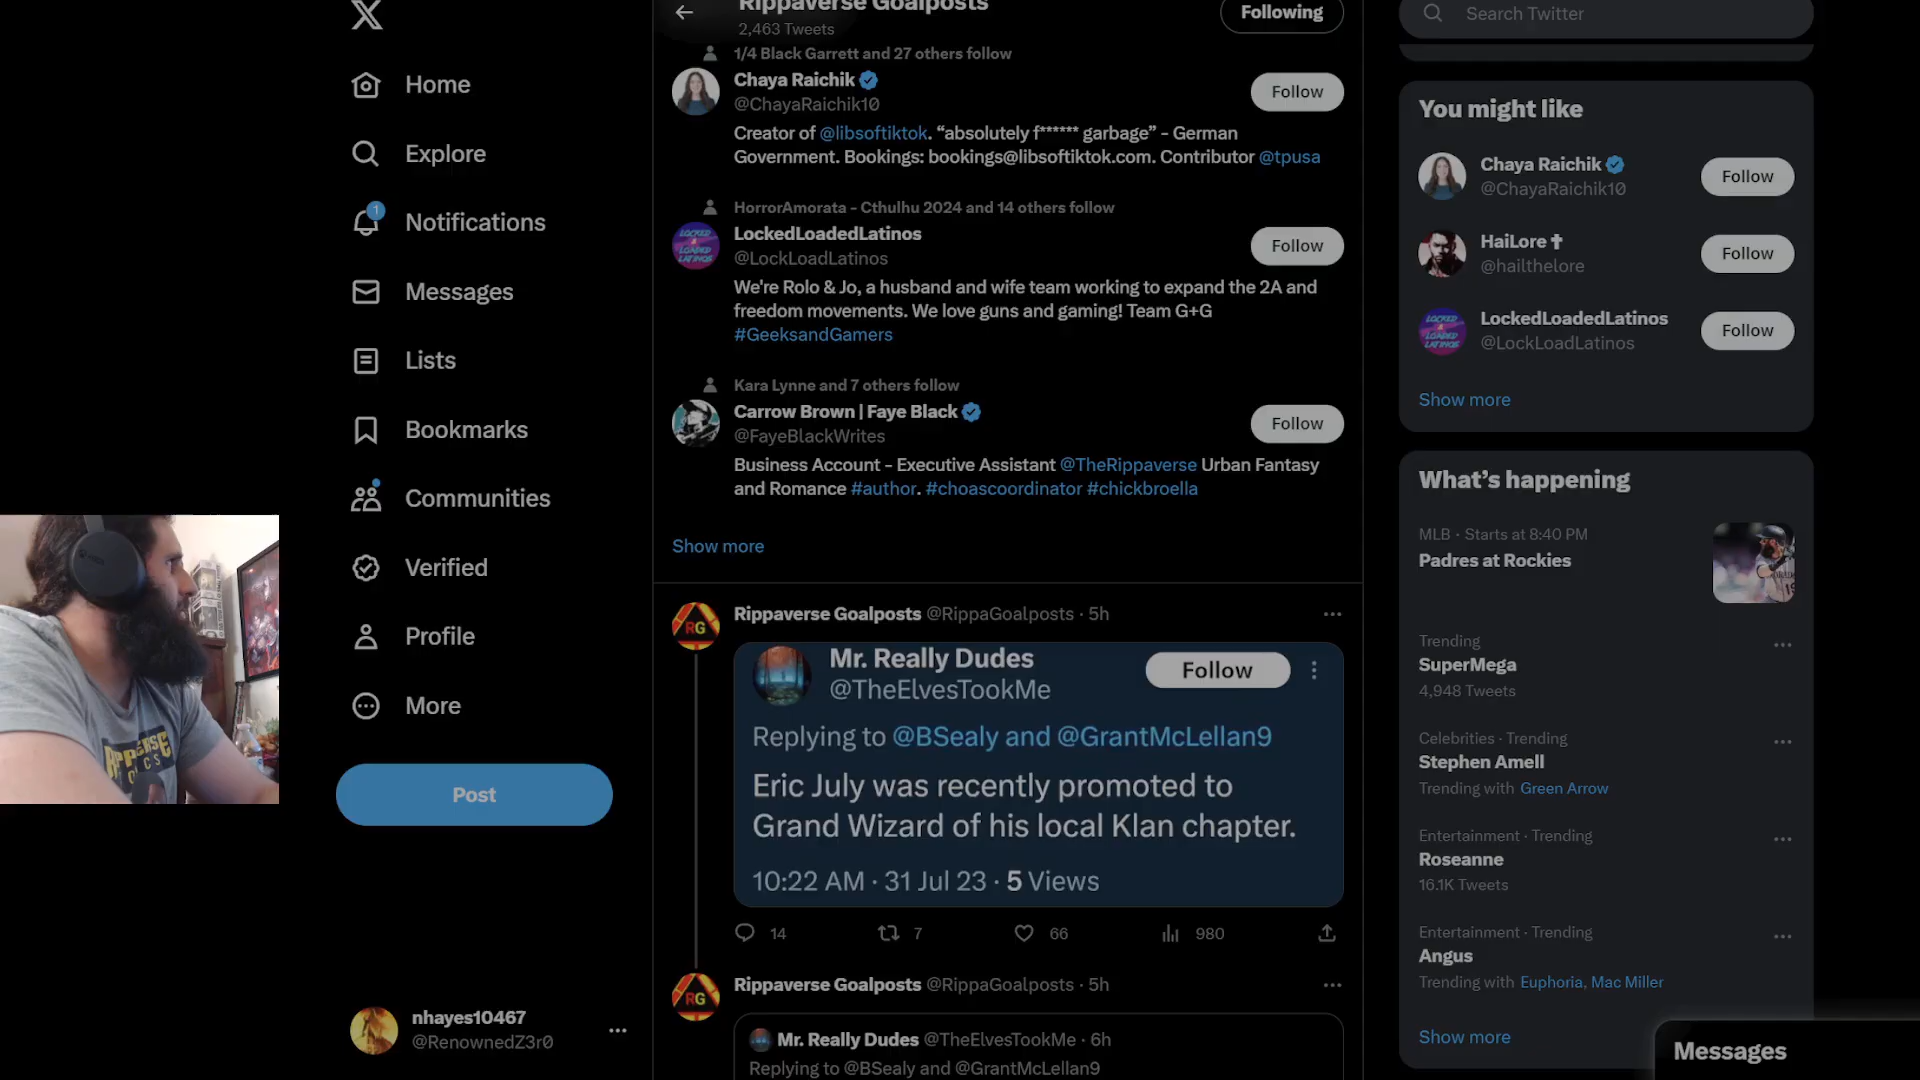 Home
Explore
1
Notifications
Messages
Lists
Bookmarks
Communities
Verified
Profile
More
Post
nhayes10467
@RenownedZ3r0
Rippaverse Goalposts
2,463 Tweets
Following
1/4 Black Garrett and 27 others follow
Chaya Raichik
@ChayaRaichik10
Follow
Creator of @libsoftiktok. “absolutely f****** garbage” - German
Government. Bookings: bookings@libsoftiktok.com. Contributor @tpusa
HorrorAmorata - Cthulhu 2024 and 14 others follow
LOCKED
&
LOADED
LATINOS
LockedLoadedLatinos
@LockLoadLatinos
Follow
We're Rolo & Jo, a husband and wife team working to expand the 2A and
freedom movements. We love guns and gaming! Team G+G
#GeeksandGamers
Kara Lynne and 7 others follow
Carrow Brown | Faye Black
@FayeBlackWrites
Follow
Business Account - Executive Assistant @TheRippaverse Urban Fantasy
and Romance #author. #choascoordinator #chickbroella
Show more
RG
Rippaverse Goalposts @RippaGoalposts · 5h
Mr. Really Dudes
@TheElvesTookMe
Follow
Replying to @BSealy and @GrantMcLellan9
Eric July was recently promoted to
Grand Wizard of his local Klan chapter.
10:22 AM · 31 Jul 23 · 5 Views
14
7
66
980
RG
Rippaverse Goalposts @RippaGoalposts · 5h
Mr. Really Dudes @TheElvesTookMe · 6h
Replying to @BSealy and @GrantMcLellan9
Search Twitter
You might like
Chaya Raichik
@ChayaRaichik10
Follow
HaiLore
@hailthelore
Follow
LOCKED
&
LOADED
LATINOS
LockedLoadedLatinos
@LockLoadLatinos
Follow
Show more
What’s happening
MLB · Starts at 8:40 PM
Padres at Rockies
Trending
SuperMega
4,948 Tweets
Celebrities · Trending
Stephen Amell
Trending with Green Arrow
Entertainment · Trending
Roseanne
16.1K Tweets
Entertainment · Trending
Angus
Trending with Euphoria, Mac Miller
Show more
Messages